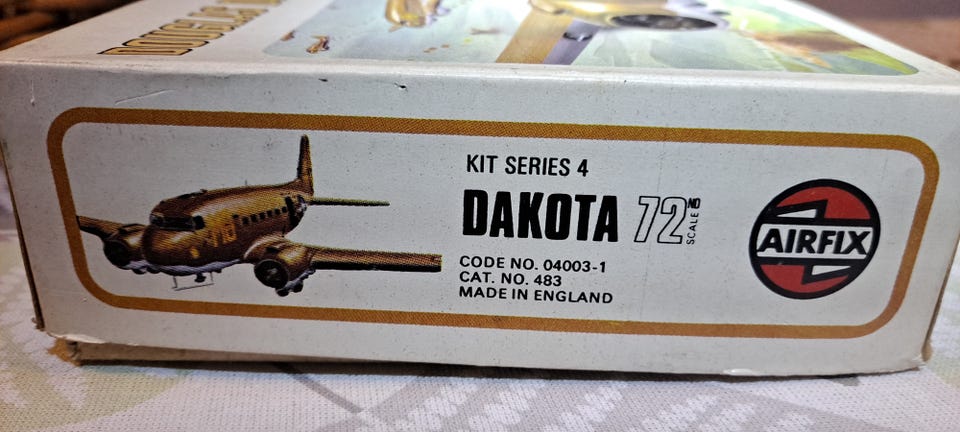 KIT SERIES 4
DAKOTA 72ND SCALE
CODE NO. 04003-1
CAT. NO. 483
MADE IN ENGLAND
AIRFIX